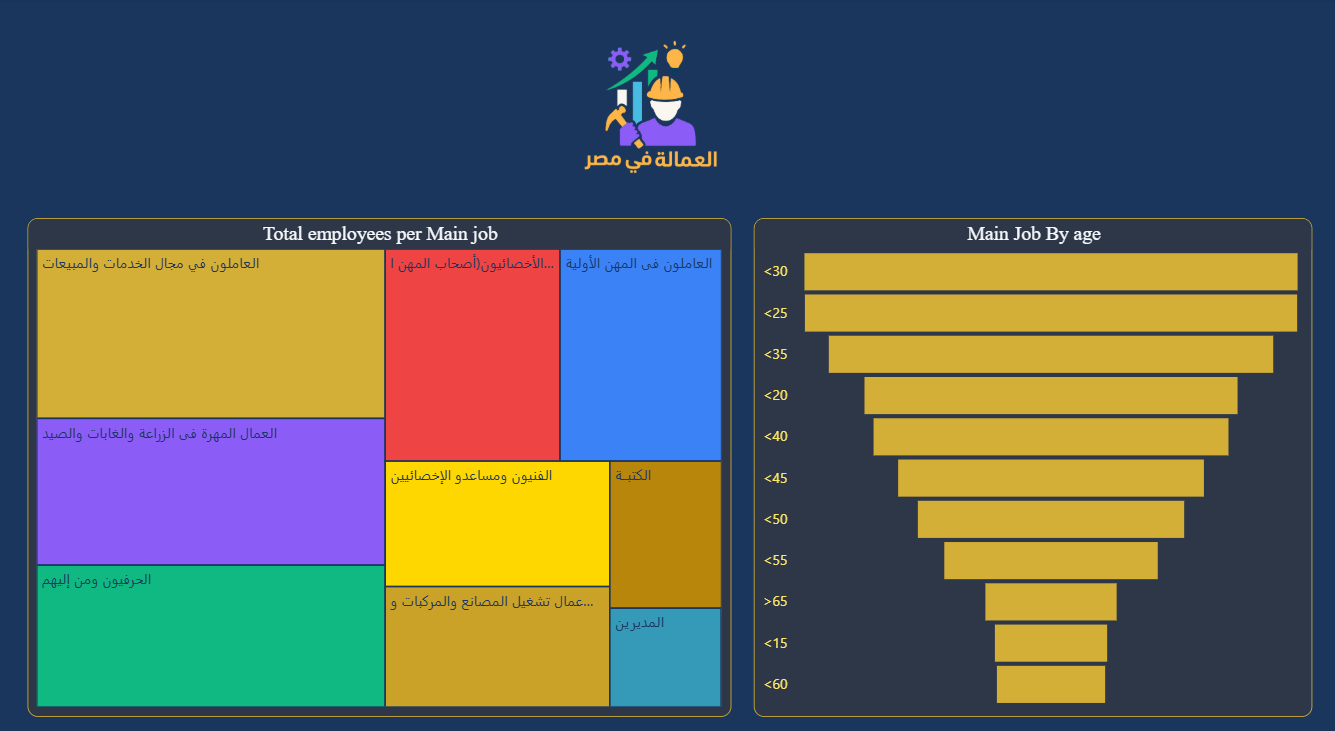 العمالة في مصر
Total employees per Main job
العاملون في مجال الخدمات والمبيعات
الأخصائيون(أصحاب المهن ا...
العاملون فى المهن الأولية
العمال المهرة فى الزراعة والغابات والصيد
الفنيون ومساعدو الإخصائيين
الكتبــة
الحرفيون ومن إليهم
عمال تشغيل المصانع والمركبات و...
المديرين
Main Job By age
<30
<25
<35
<20
<40
<45
<50
<55
>65
<15
<60